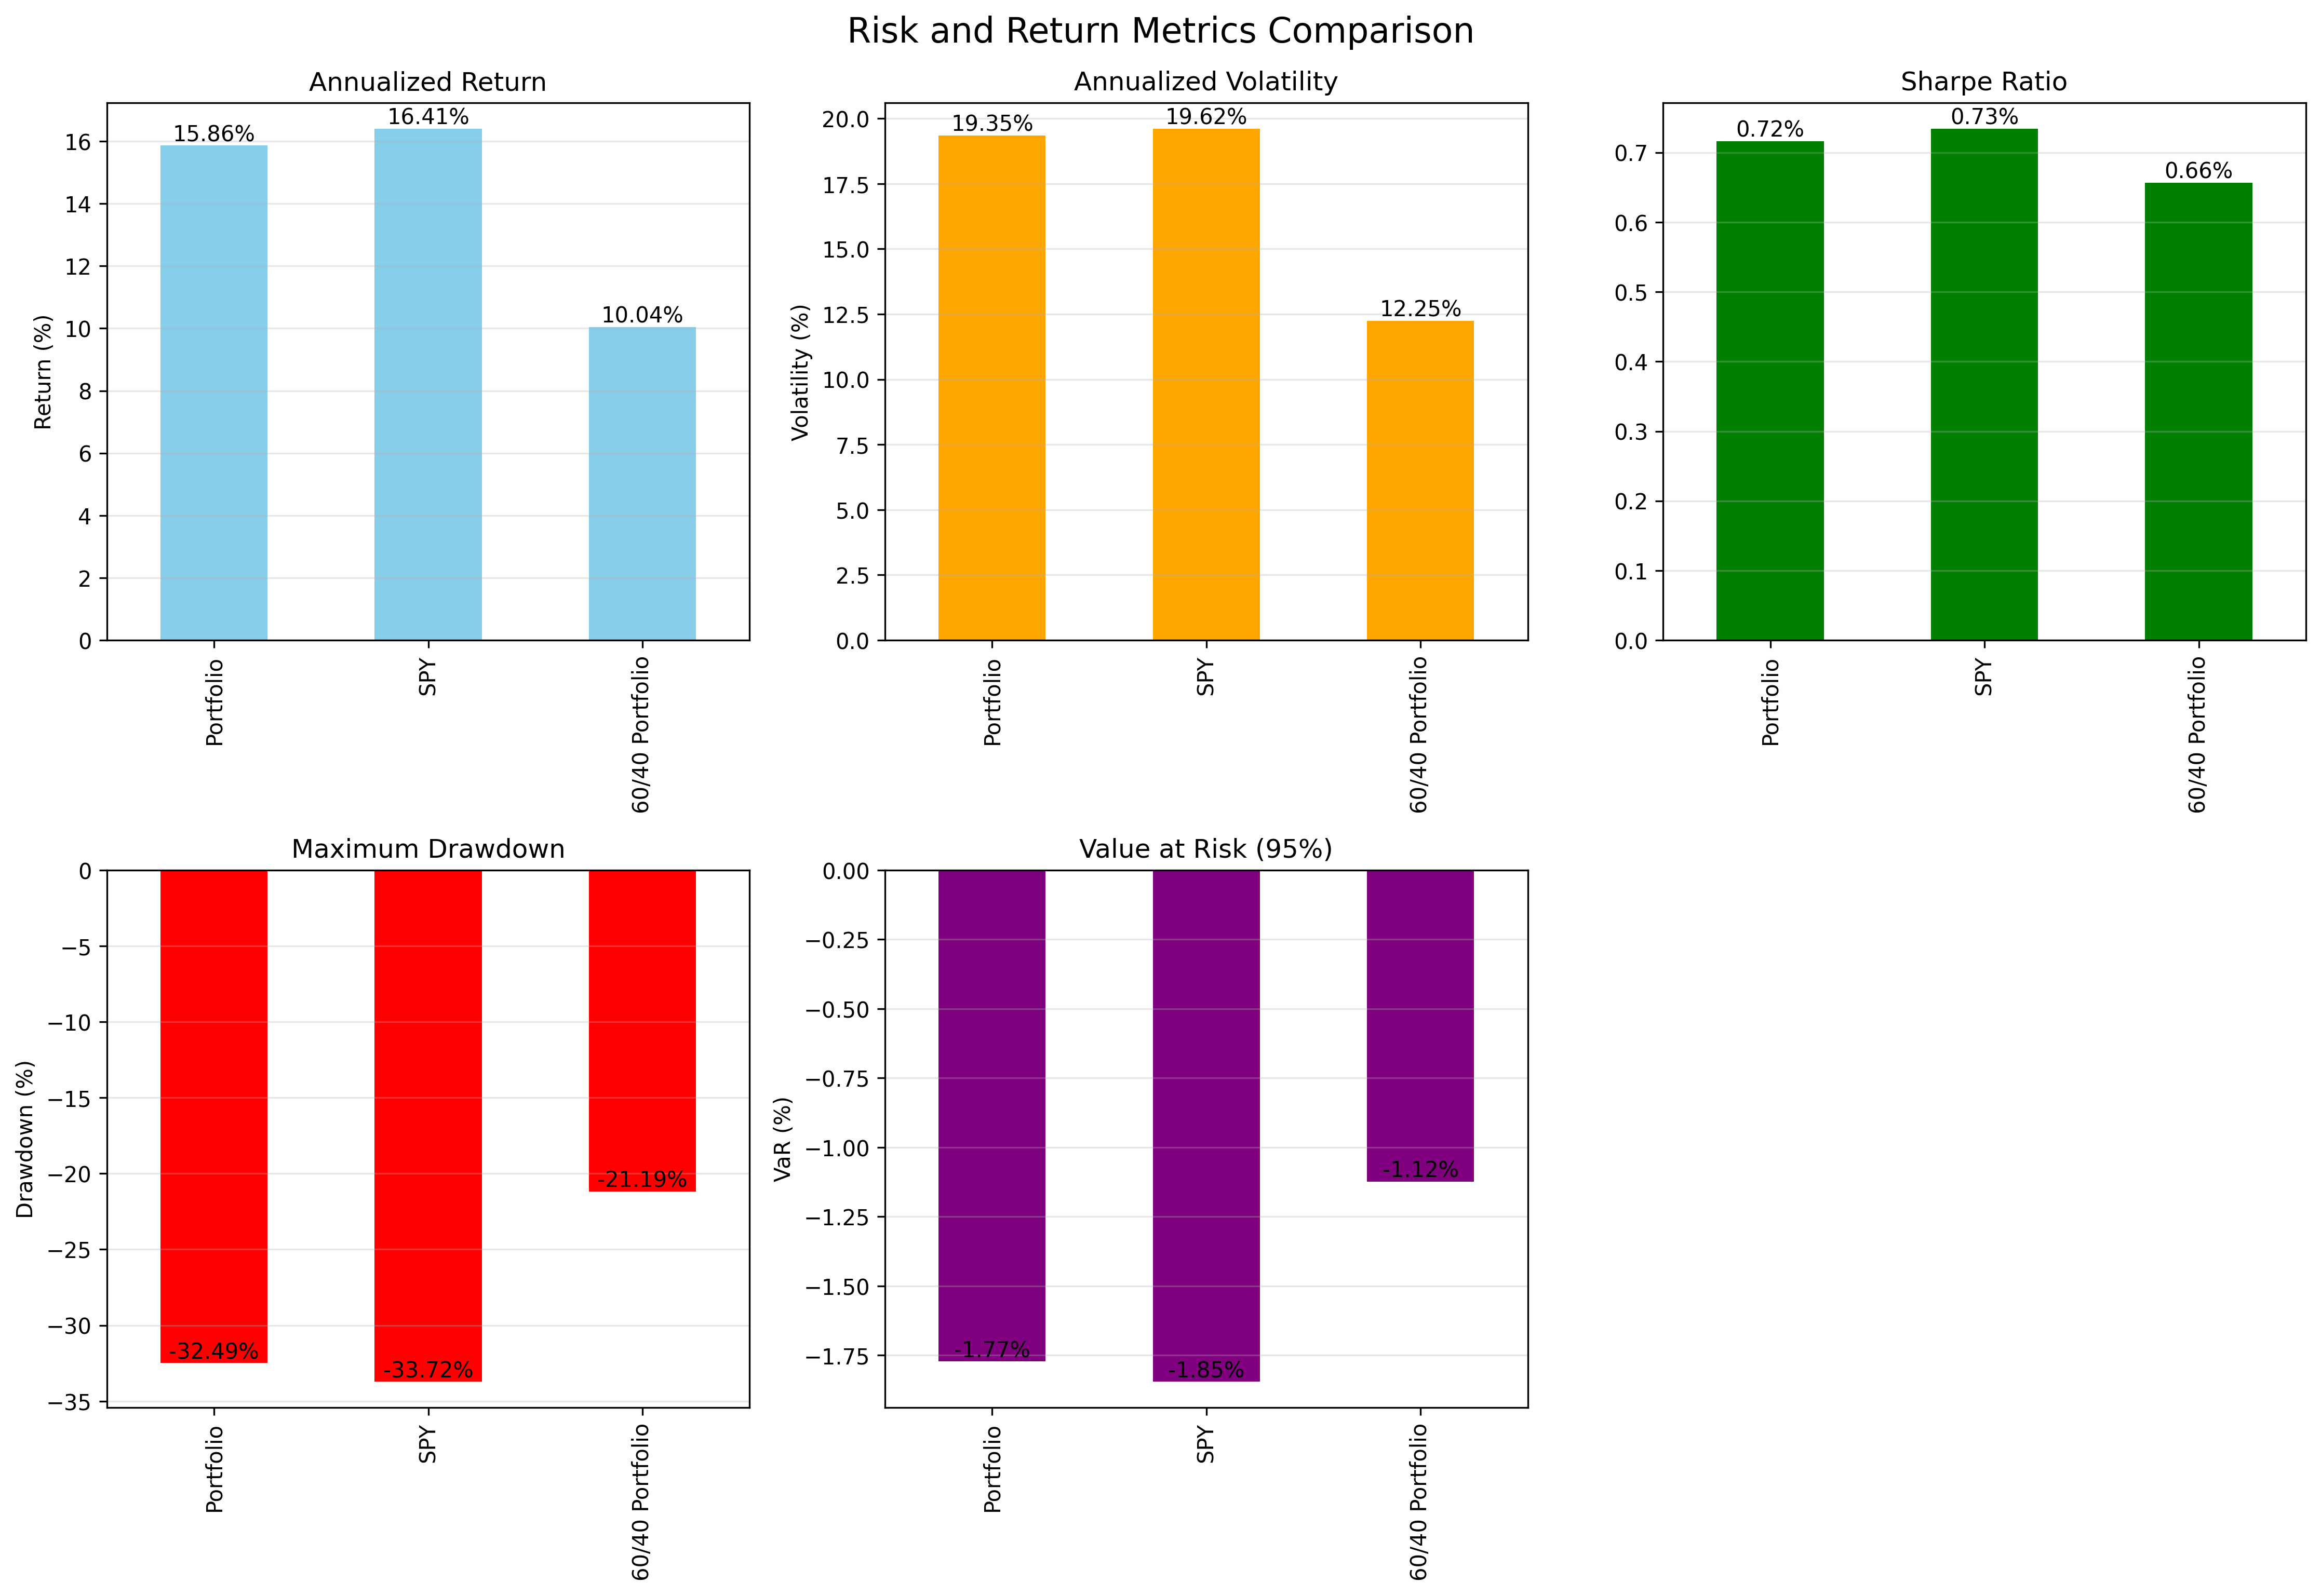 Risk and Return Metrics Comparison
Annualized Return
Return (%)
16
14
12
10
8
6
4
2
0
15.86%
16.41%
10.04%
Portfolio
SPY
60/40 Portfolio
Annualized Volatility
Volatility (%)
20.0
17.5
15.0
12.5
10.0
7.5
5.0
2.5
0.0
19.35%
19.62%
12.25%
Portfolio
SPY
60/40 Portfolio
Sharpe Ratio
0.7
0.6
0.5
0.4
0.3
0.2
0.1
0.0
0.72%
0.73%
0.66%
Portfolio
SPY
60/40 Portfolio
Maximum Drawdown
Drawdown (%)
0
−5
−10
−15
−20
−25
−30
−35
-32.49%
-33.72%
-21.19%
Portfolio
SPY
60/40 Portfolio
Value at Risk (95%)
VaR (%)
0.00
−0.25
−0.50
−0.75
−1.00
−1.25
−1.50
−1.75
-1.77%
-1.85%
-1.12%
Portfolio
SPY
60/40 Portfolio